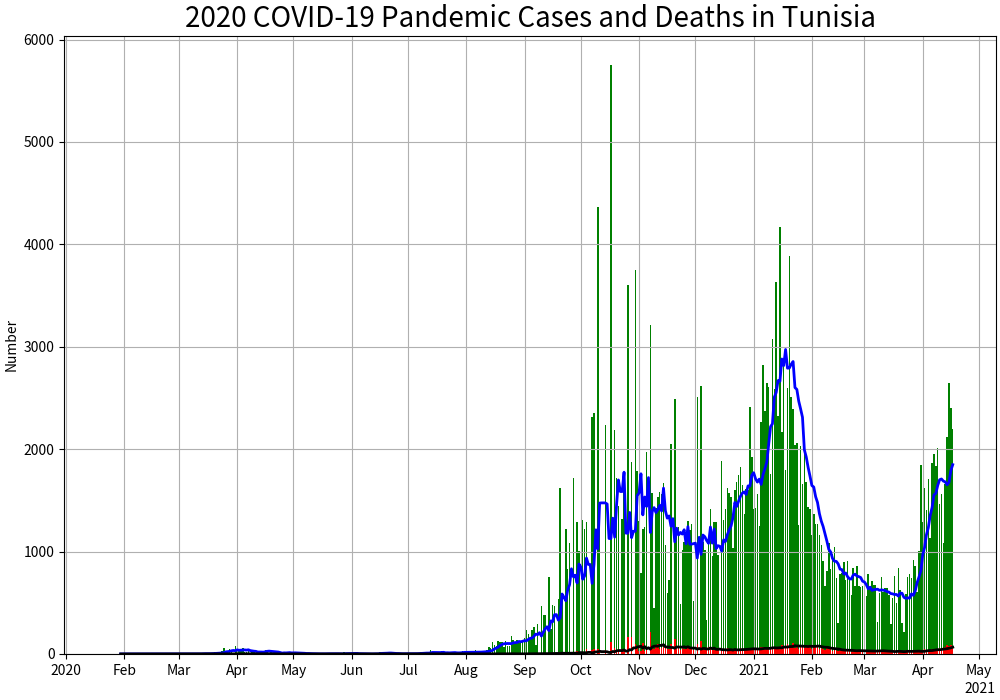 2020 COVID-19 Pandemic Cases and Deaths in Tunisia
6000
5000
4000
3000
2000
1000
0
Number
2020 Feb Mar Apr May Jun Jul Aug Sep Oct Nov Dec 2021 Feb Mar Apr May
2021